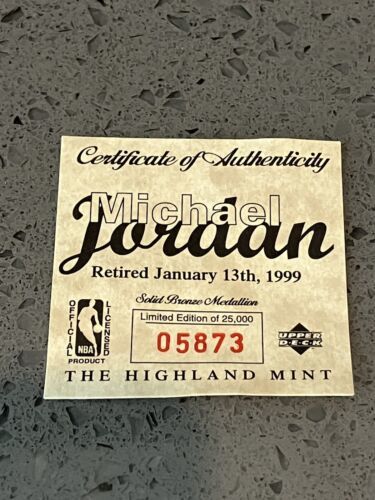 Certificate of Authenticity
Michael
Jordan
Retired January 13th, 1999
Solid Bronze Medallion
Limited Edition of 25,000
05873
OFFICIAL
LICENSED
NBA
PRODUCT
UPPER
DECK
THE HIGHLAND MINT